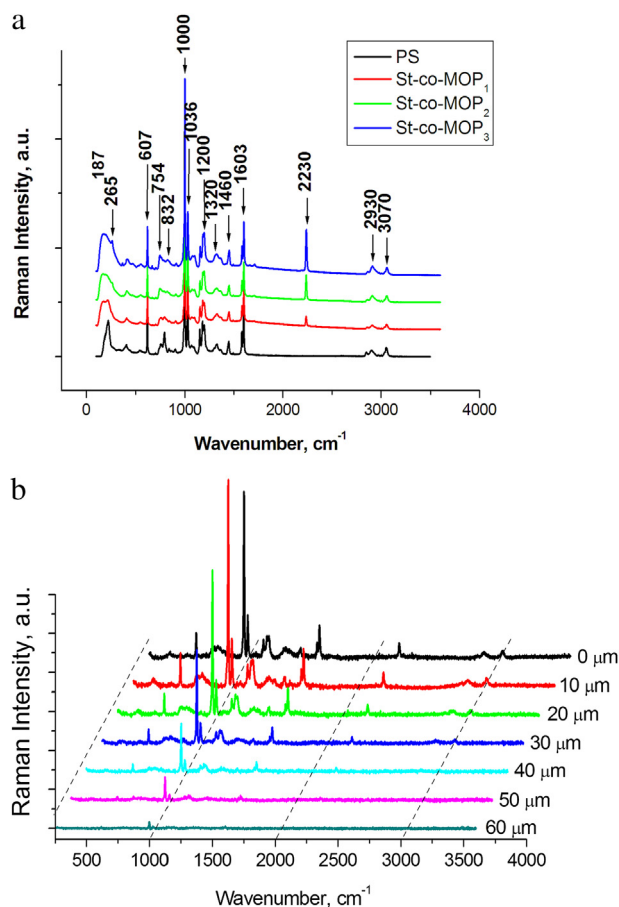 a
PS
St-co-MOP₁
St-co-MOP₂
St-co-MOP₃
187
265
607
754
832
1000
1036
1200
1320
1460
1603
2230
2930
3070
Raman Intensity, a.u.
0 1000 2000 3000 4000
Wavenumber, cm⁻¹
b
0 μm
10 μm
20 μm
30 μm
40 μm
50 μm
60 μm
Raman Intensity, a.u.
500 1000 1500 2000 2500 3000 3500 4000
Wavenumber, cm⁻¹